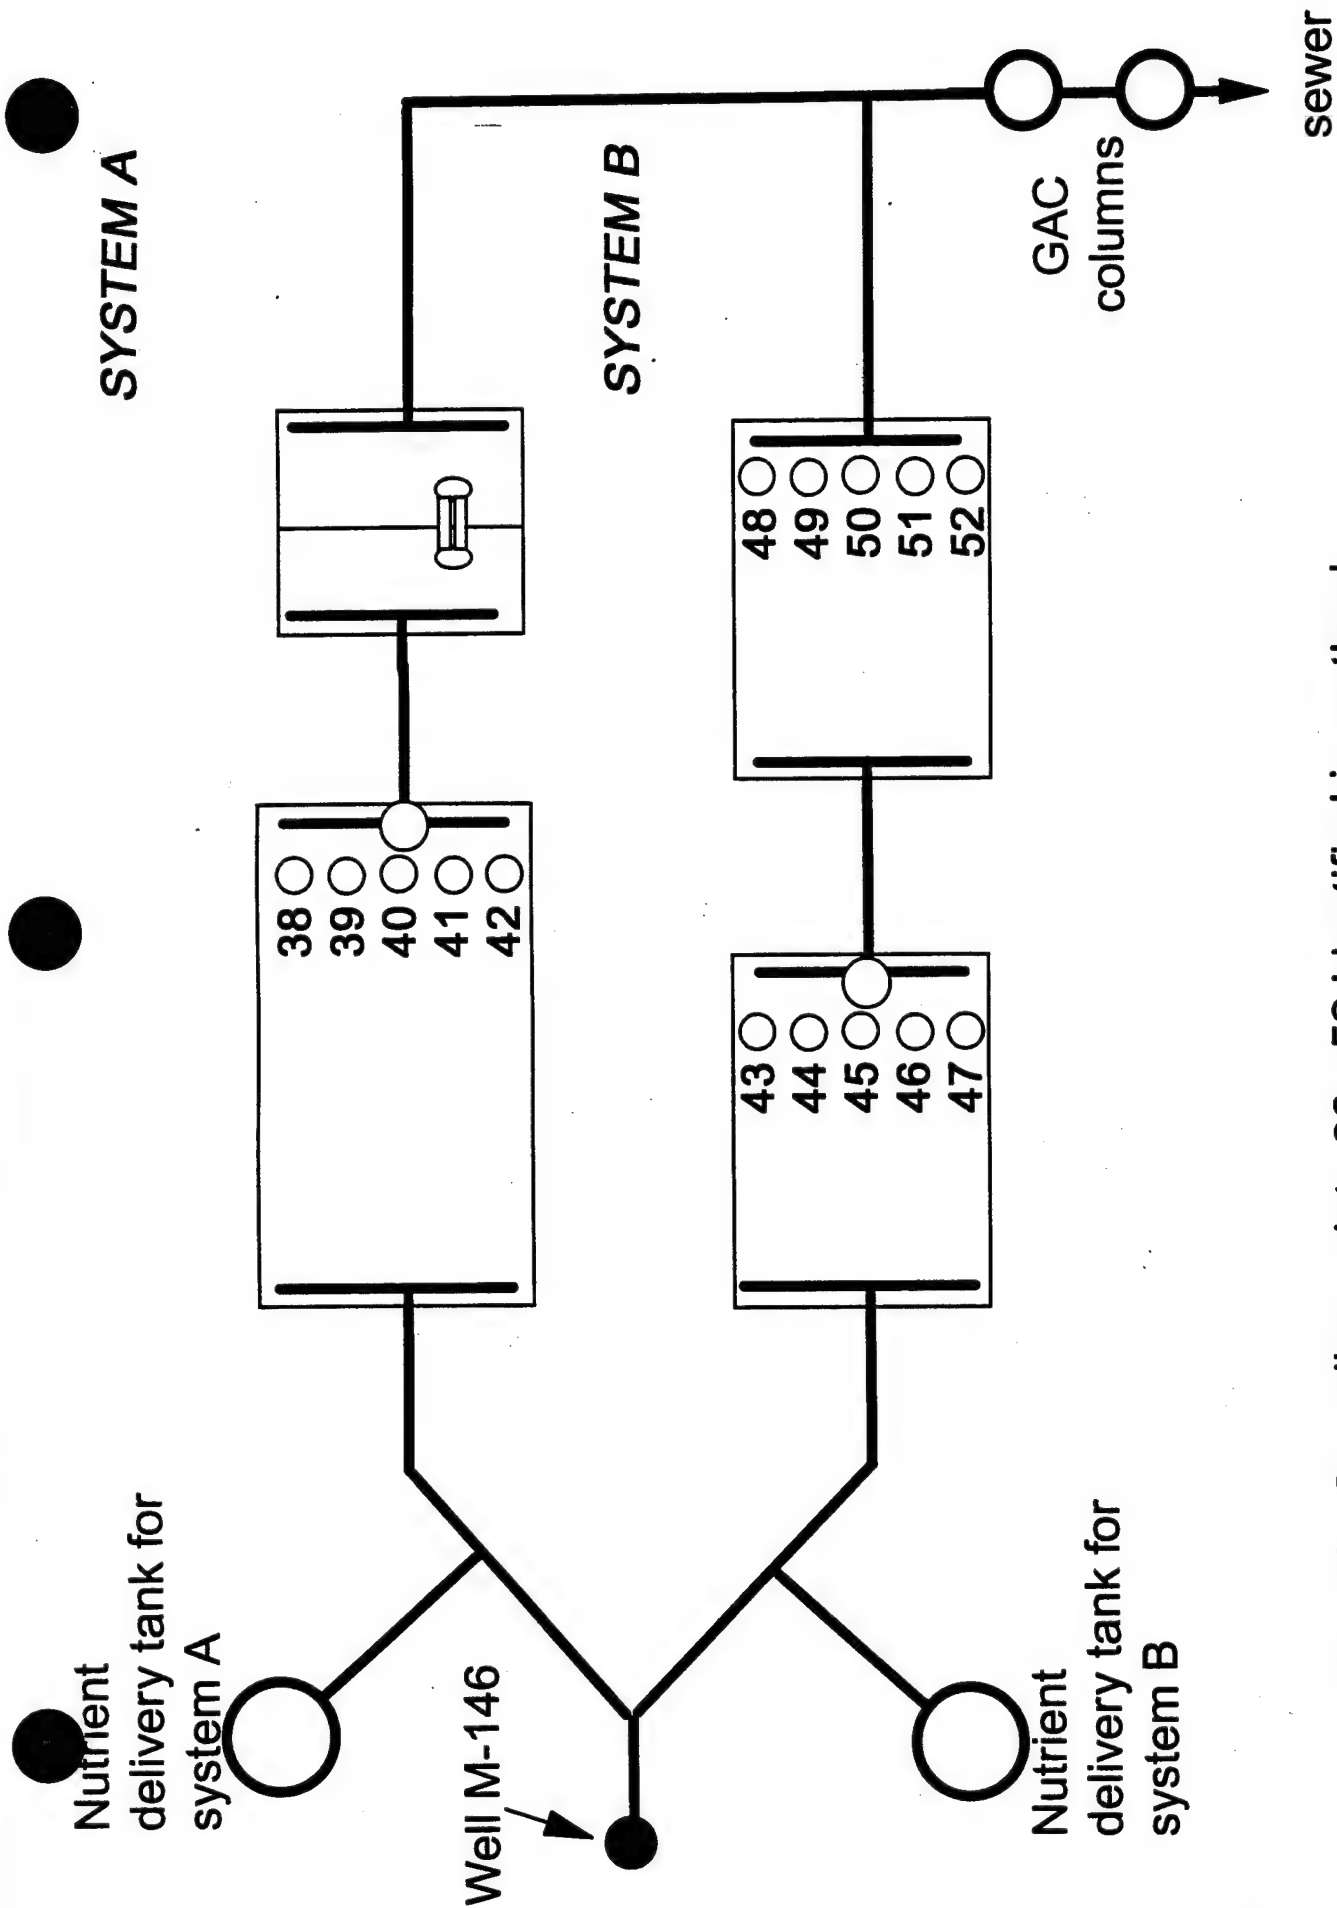 SYSTEM A
Nutrient
delivery tank for
system A
38
39
40
41
42
Well M-146
SYSTEM B
43
44
45
46
47
48
49
50
51
52
Nutrient
delivery tank for
system B
GAC
columns
sewer